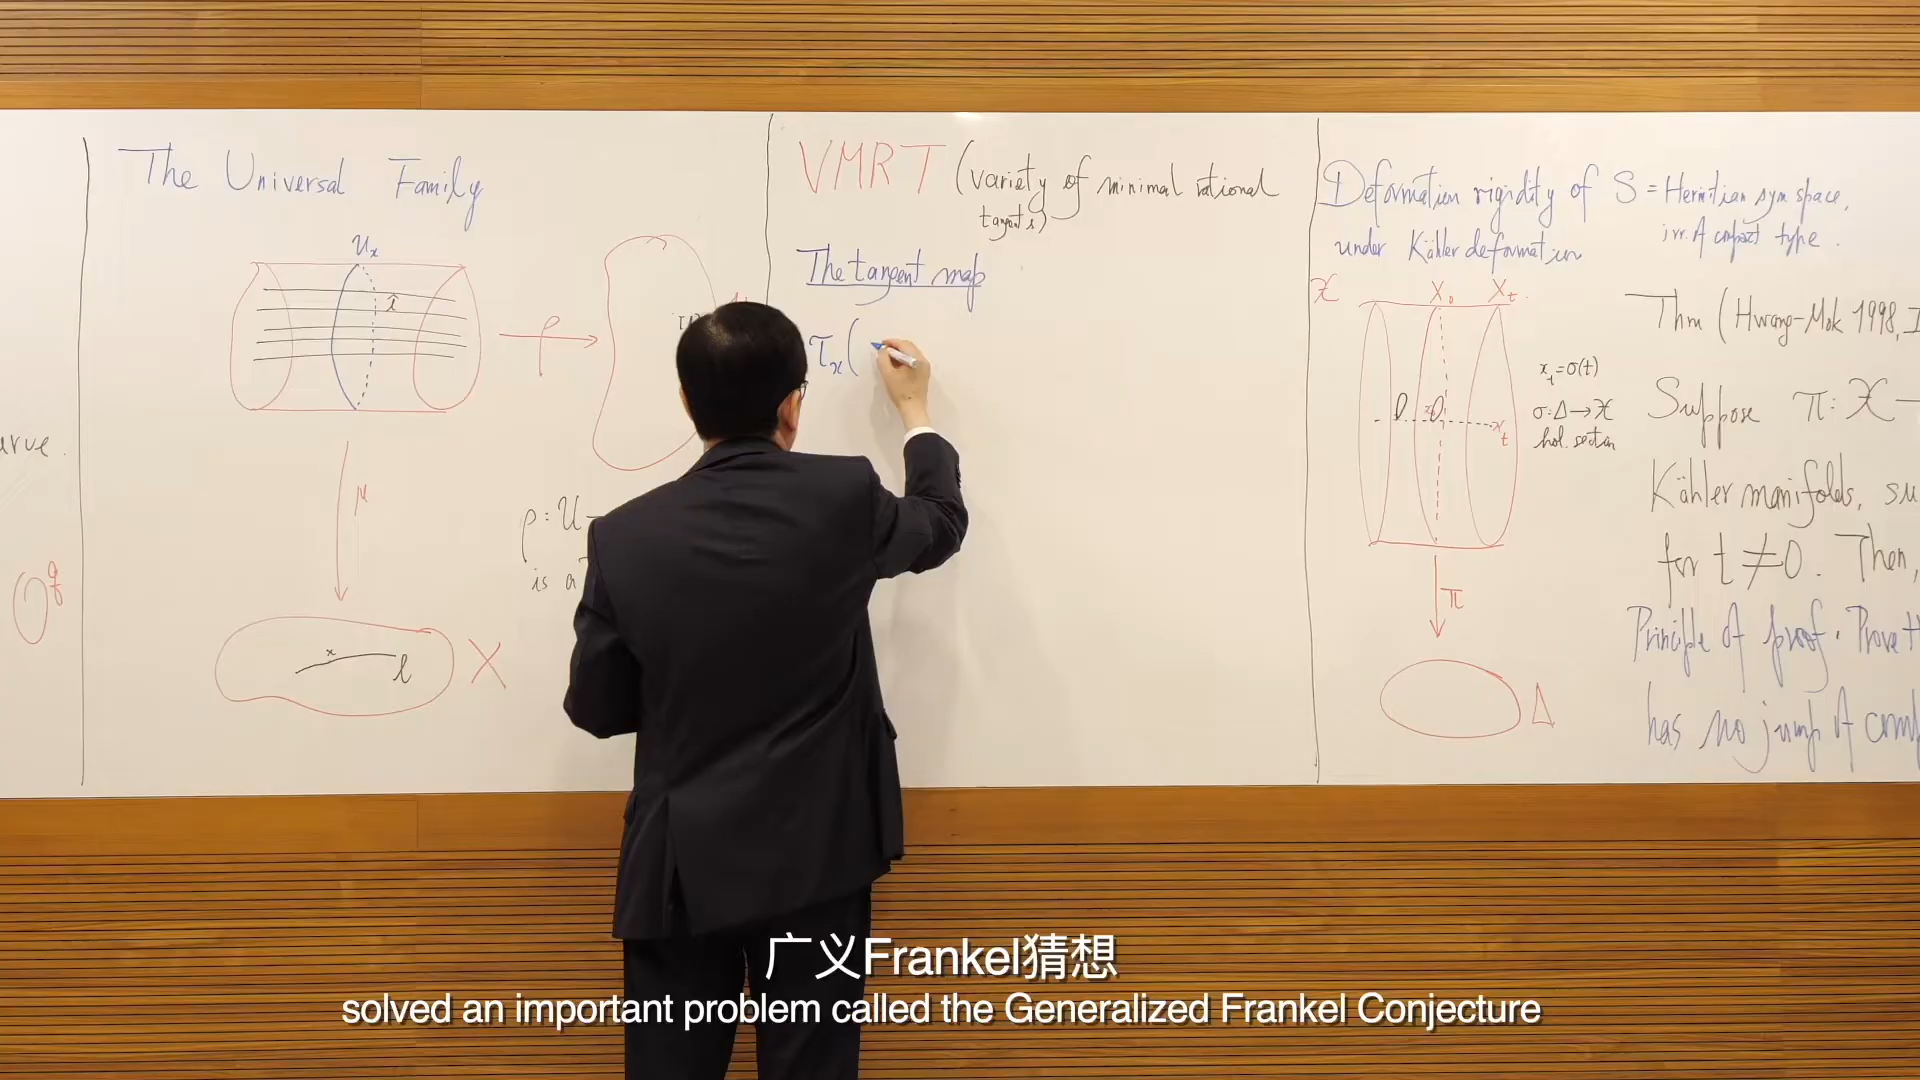 The Universal Family
𝒰ₓ
l̂
ρ
μ
x
l
X
urve.
q
ρ : 𝒰 –
is a
VMRT (variety of minimal rational
tangents)
The tangent map
τₓ(
Deformation rigidity of S = Hermitian sym space,
irr. of compact type.
under Kähler deformation
𝒳
X₀
Xₜ
xₜ = σ(t)
σ: Δ → 𝒳
hol. section
xₜ
π
Δ
Thm (Hwang-Mok 1998, I
Suppose π: 𝒳 –
Kähler manifolds, su
for t ≠ 0. Then,
Principle of proof. Prove t
has no jump of comp
广义Frankel猜想
solved an important problem called the Generalized Frankel Conjecture